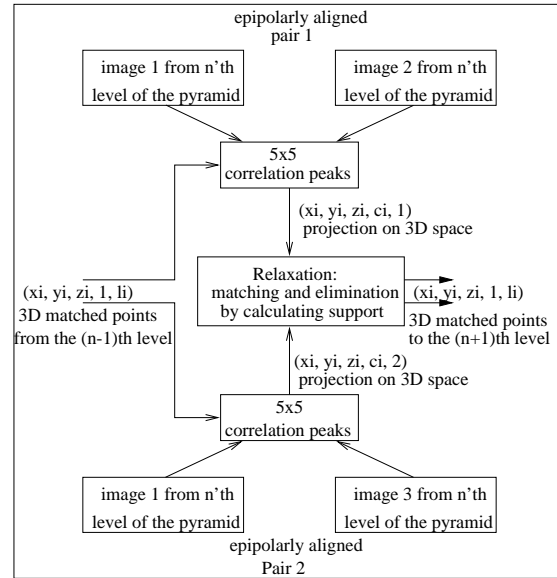 epipolarly aligned
pair 1
image 1 from n'th
level of the pyramid
image 2 from n'th
level of the pyramid
5x5
correlation peaks
(xi, yi, zi, ci, 1)
projection on 3D space
(xi, yi, zi, 1, li)
3D matched points
from the (n-1)th level
Relaxation:
matching and elimination
by calculating support
(xi, yi, zi, 1, li)
3D matched points
to the (n+1)th level
(xi, yi, zi, ci, 2)
projection on 3D space
5x5
correlation peaks
image 1 from n'th
level of the pyramid
image 3 from n'th
level of the pyramid
epipolarly aligned
Pair 2